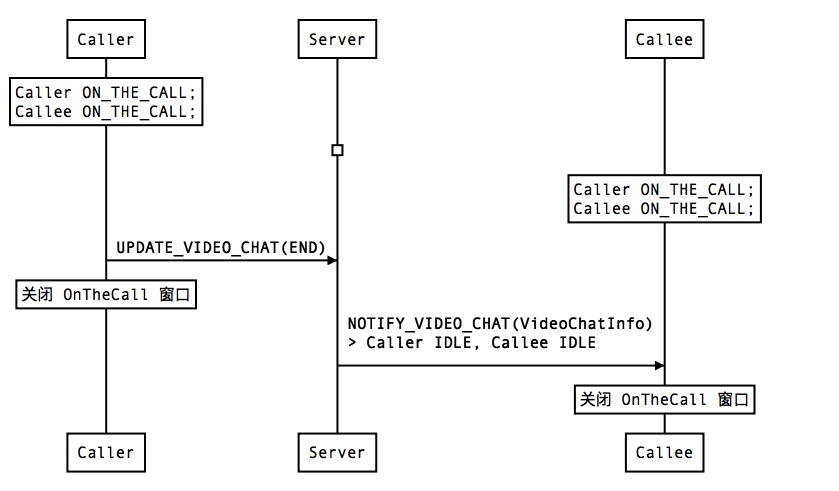 Caller
Server
Callee
Caller ON_THE_CALL;
Callee ON_THE_CALL;
Caller ON_THE_CALL;
Callee ON_THE_CALL;
UPDATE_VIDEO_CHAT(END)
关闭 OnTheCall 窗口
NOTIFY_VIDEO_CHAT(VideoChatInfo)
> Caller IDLE, Callee IDLE
关闭 OnTheCall 窗口
Caller
Server
Callee